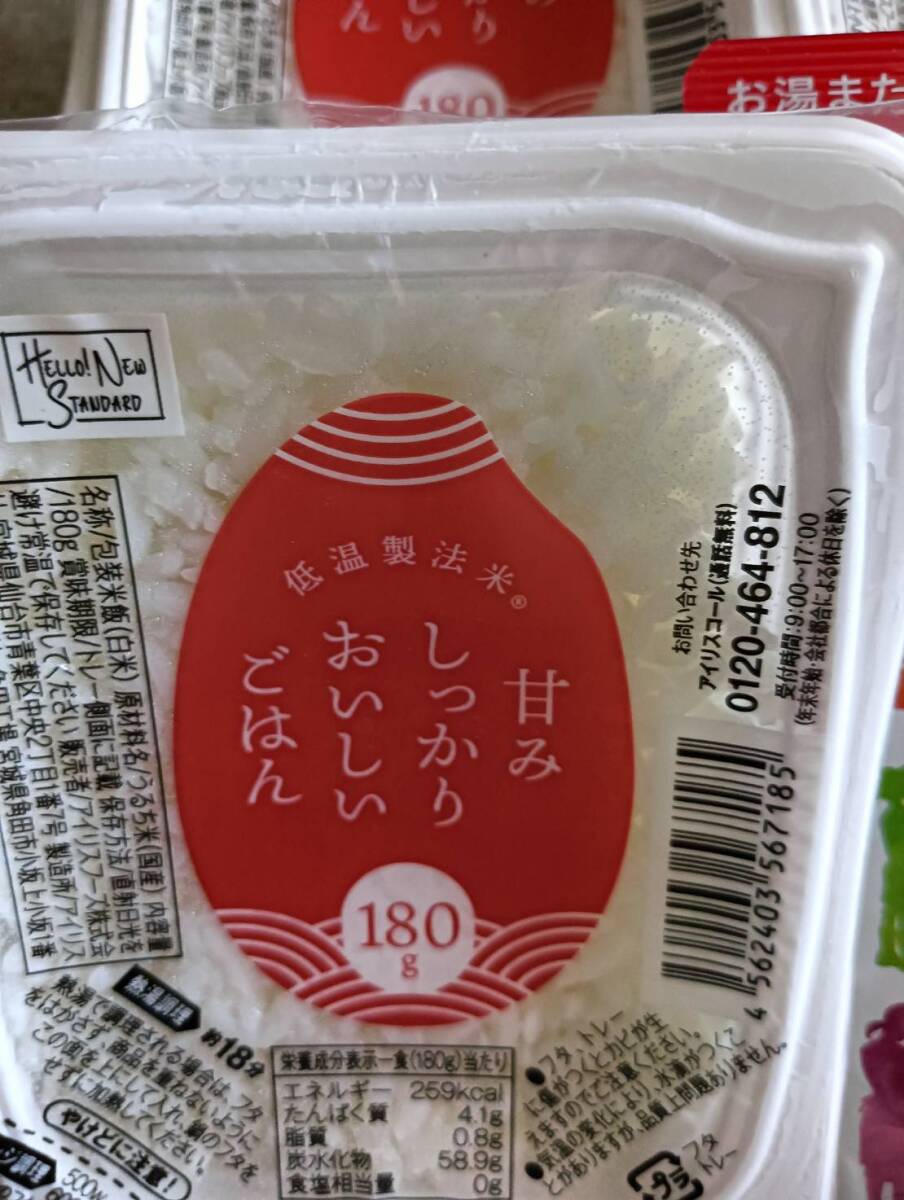 180
お湯また
HELLO! NEW
STANDARD
低温製法米®
甘み
しっかり
おいしい
ごはん
180
g
名称/包装米飯(白米) 原材料名/うるち米(国産) 内容量
/180g 賞味期限/トレー側面に記載 保存方法/直射日光を
避け常温で保存してください 販売者/アイリスフーズ株式会
宮城県仙台市青葉区中央2丁目1番7号 製造所/アイリス
宮城県角田市小坂上小坂
お問い合わせ先
アイリスコール(通話無料)
0120-464-812
受付時間:9:00~17:00
(年末年始・会社都合による休日を除く)
4 562403 567185
熱湯調理 約18分
熱湯で調理される場合は、フタ
をはがさず、商品を重ねないように
この面を上にして入れ、鍋のフタを
せずに加熱してください。
やけどに注意!
500W
栄養成分表示一食(180g)当たり
エネルギー 259kcal
たんぱく質 4.1g
脂質 0.8g
炭水化物 58.9g
食塩相当量 0g
●フタ、トレー
に傷がつくとカビが生
えますのでご注意ください。
●気温の変化により、水滴がつくこ
とがありますが、品質上問題ありません。
プラ
フタ
トレー